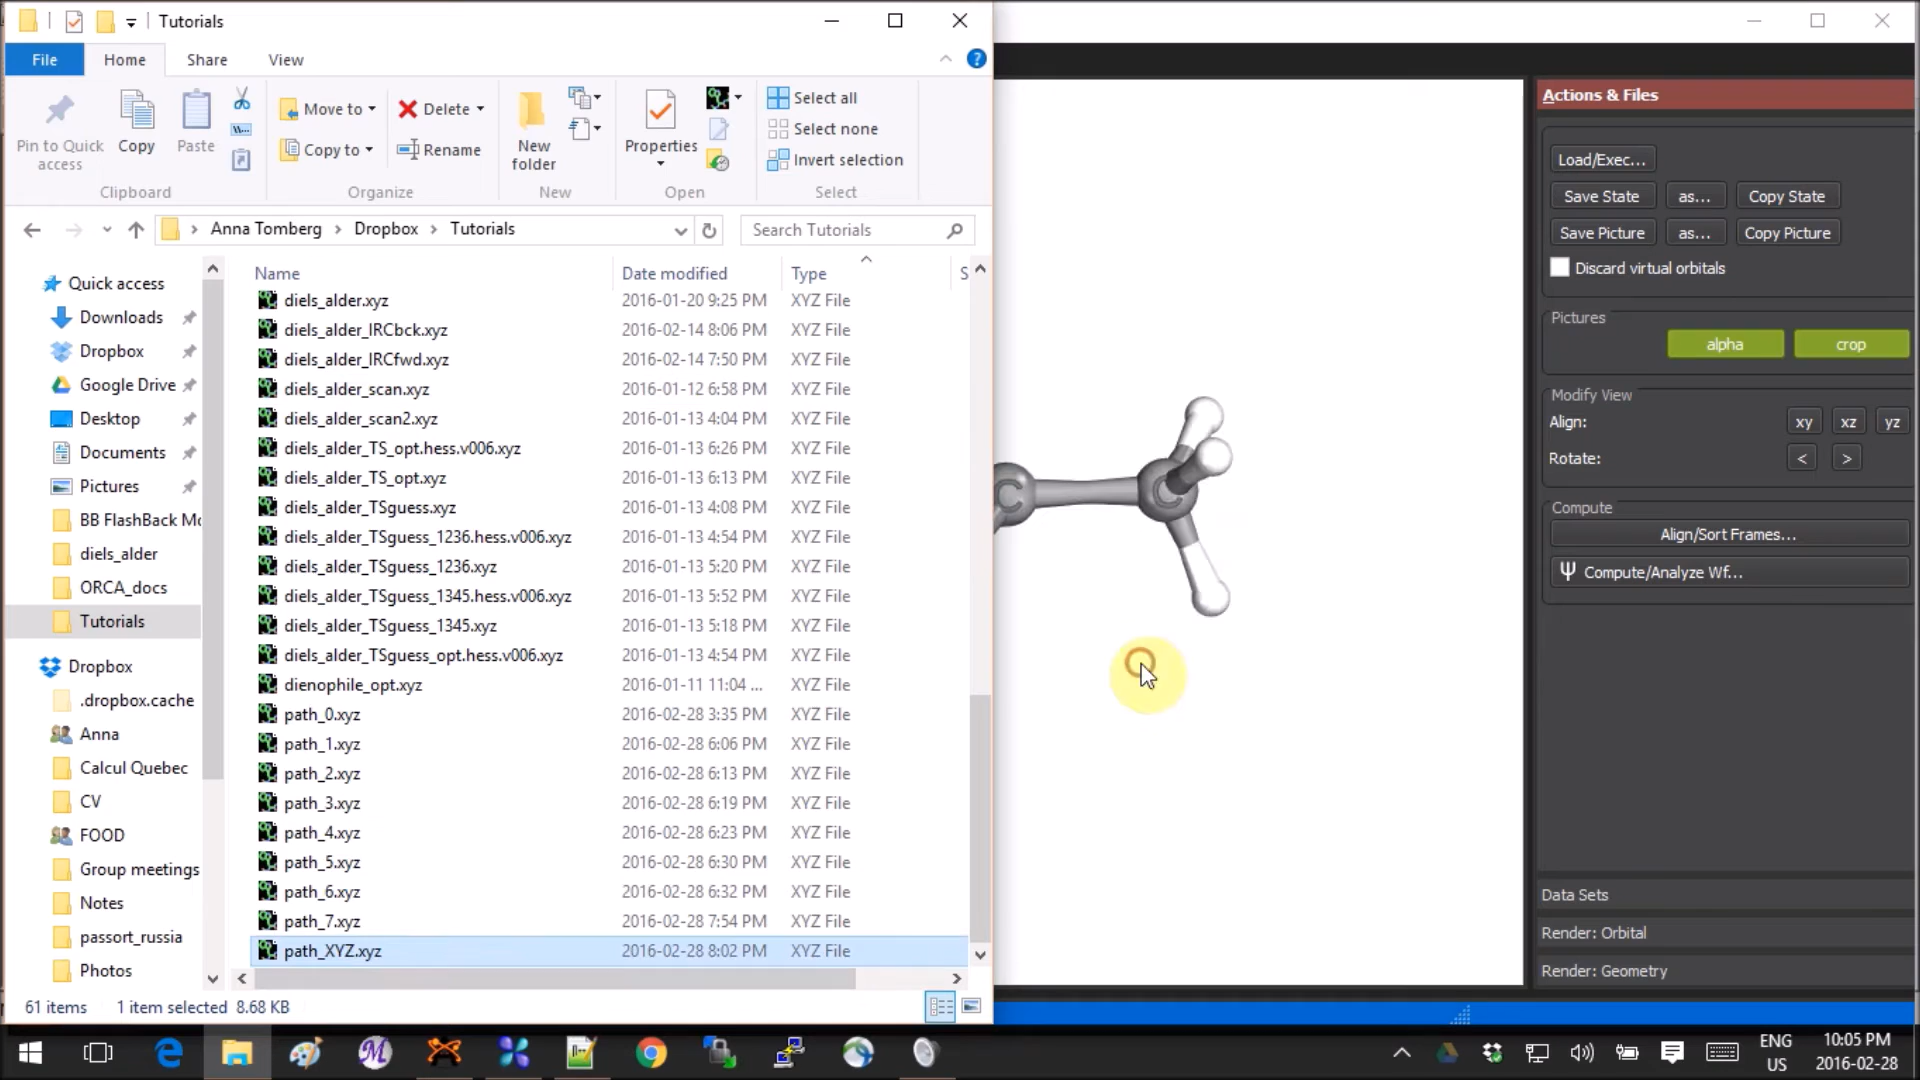 Tutorials
File
Home
Share
View
Pin to Quick access
Copy
Paste
Move to
Copy to
Delete
Rename
New folder
Properties
Select all
Select none
Invert selection
Clipboard
Organize
New
Open
Select
Anna Tomberg
Dropbox
Tutorials
Search Tutorials
Name
Date modified
Type
S
Quick access
Downloads
Dropbox
Google Drive
Desktop
Documents
Pictures
BB FlashBack Mo
diels_alder
ORCA_docs
Tutorials
Dropbox
.dropbox.cache
Anna
Calcul Quebec
CV
FOOD
Group meetings
Notes
passort_russia
Photos
diels_alder.xyz 2016-01-20 9:25 PM XYZ File
diels_alder_IRCbck.xyz 2016-02-14 8:06 PM XYZ File
diels_alder_IRCfwd.xyz 2016-02-14 7:50 PM XYZ File
diels_alder_scan.xyz 2016-01-12 6:58 PM XYZ File
diels_alder_scan2.xyz 2016-01-13 4:04 PM XYZ File
diels_alder_TS_opt.hess.v006.xyz 2016-01-13 6:26 PM XYZ File
diels_alder_TS_opt.xyz 2016-01-13 6:13 PM XYZ File
diels_alder_TSguess.xyz 2016-01-13 4:08 PM XYZ File
diels_alder_TSguess_1236.hess.v006.xyz 2016-01-13 4:54 PM XYZ File
diels_alder_TSguess_1236.xyz 2016-01-13 5:20 PM XYZ File
diels_alder_TSguess_1345.hess.v006.xyz 2016-01-13 5:52 PM XYZ File
diels_alder_TSguess_1345.xyz 2016-01-13 5:18 PM XYZ File
diels_alder_TSguess_opt.hess.v006.xyz 2016-01-13 4:54 PM XYZ File
dienophile_opt.xyz 2016-01-11 11:04 ... XYZ File
path_0.xyz 2016-02-28 3:35 PM XYZ File
path_1.xyz 2016-02-28 6:06 PM XYZ File
path_2.xyz 2016-02-28 6:13 PM XYZ File
path_3.xyz 2016-02-28 6:19 PM XYZ File
path_4.xyz 2016-02-28 6:23 PM XYZ File
path_5.xyz 2016-02-28 6:30 PM XYZ File
path_6.xyz 2016-02-28 6:32 PM XYZ File
path_7.xyz 2016-02-28 7:54 PM XYZ File
path_XYZ.xyz 2016-02-28 8:02 PM XYZ File
61 items 1 item selected 8.68 KB
C
C
Actions & Files
Load/Exec...
Save State as... Copy State
Save Picture as... Copy Picture
Discard virtual orbitals
Pictures
alpha crop
Modify View
Align: xy xz yz
Rotate: < >
Compute
Align/Sort Frames...
Ψ Compute/Analyze Wf...
Data Sets
Render: Orbital
Render: Geometry
ENG
US
10:05 PM
2016-02-28